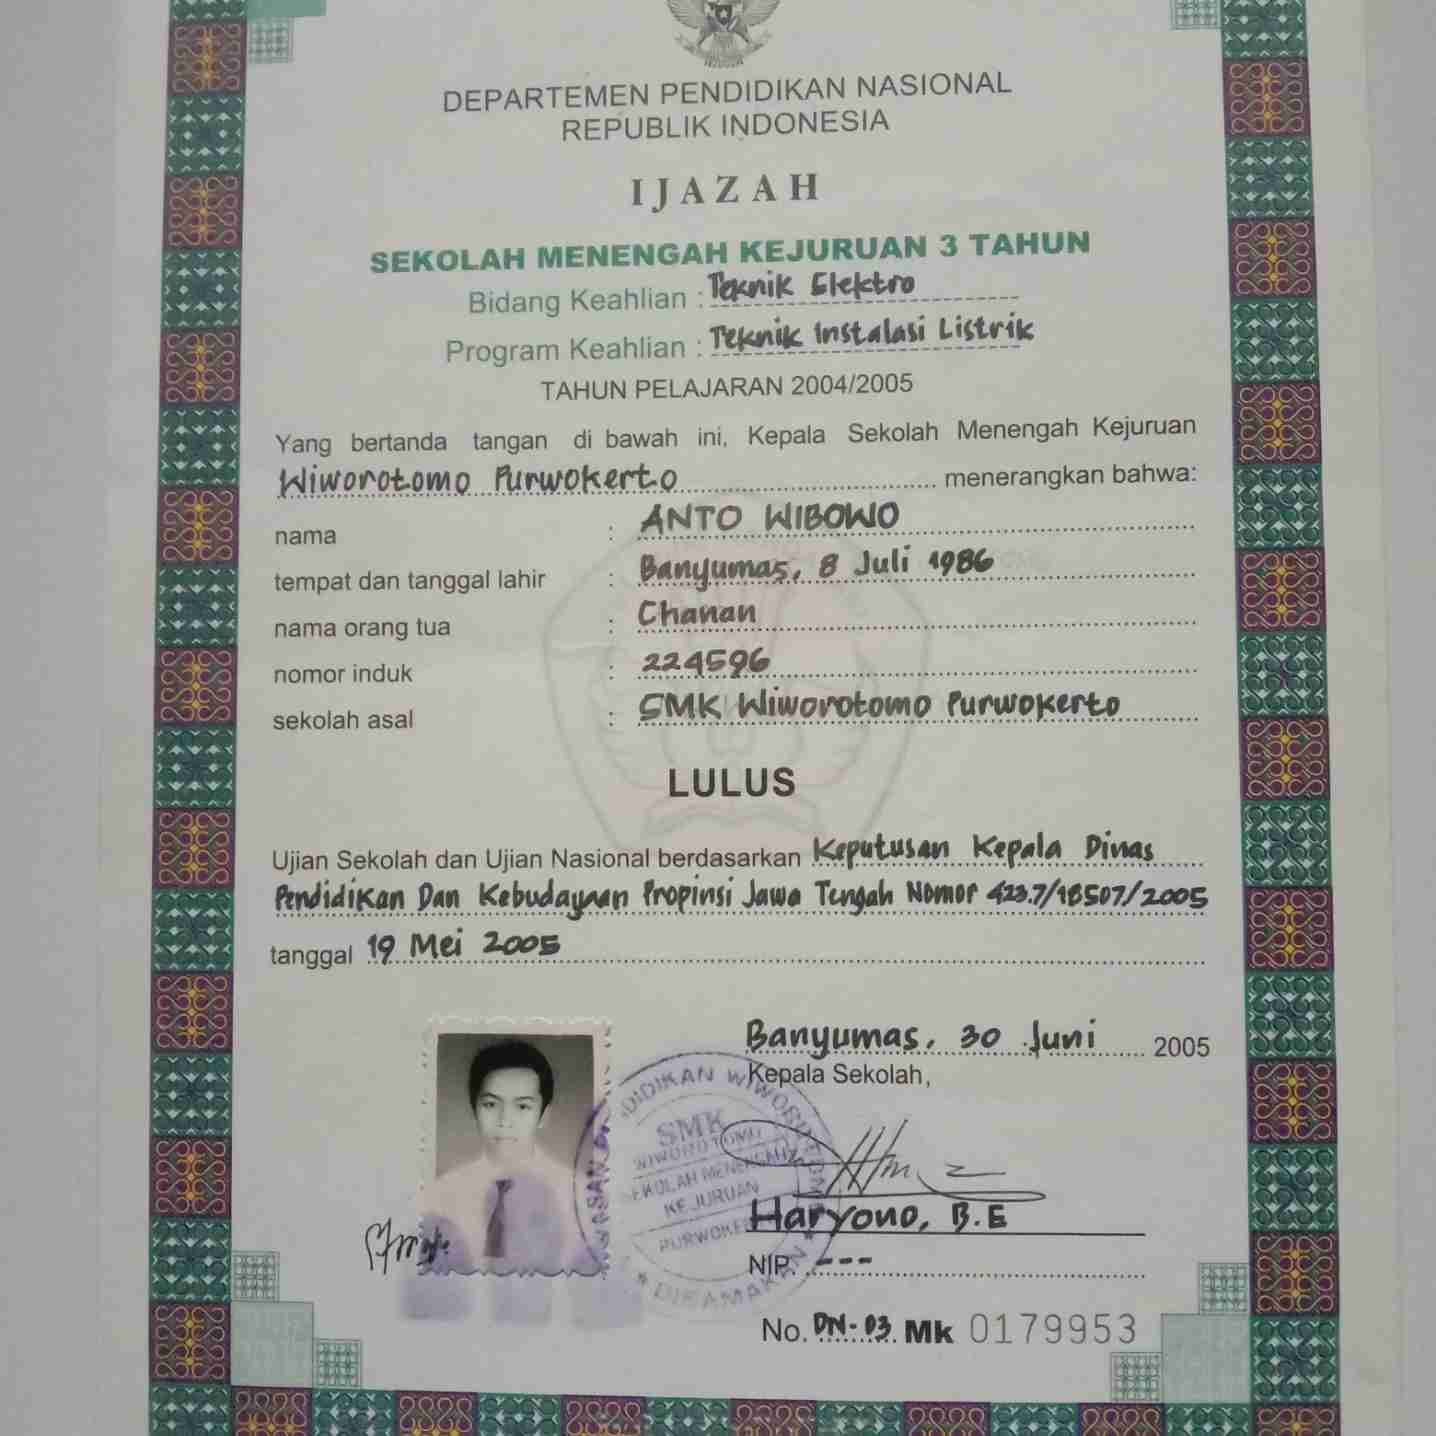 DEPARTEMEN PENDIDIKAN NASIONAL
REPUBLIK INDONESIA
IJAZAH
SEKOLAH MENENGAH KEJURUAN 3 TAHUN
Bidang Keahlian : Teknik Elektro
Program Keahlian : Teknik Instalasi Listrik
TAHUN PELAJARAN 2004/2005
Yang bertanda tangan di bawah ini, Kepala Sekolah Menengah Kejuruan
Wiworotomo Purwokerto menerangkan bahwa:
nama : ANTO WIBOWO
tempat dan tanggal lahir : Banyumas, 8 Juli 1986
nama orang tua : Chanan
nomor induk : 224596
sekolah asal : SMK Wiworotomo Purwokerto
LULUS
Ujian Sekolah dan Ujian Nasional berdasarkan Keputusan Kepala Dinas
Pendidikan Dan Kebudayaan Propinsi Jawa Tengah Nomor 423.7/18507/2005
tanggal 19 Mei 2005
Banyumas, 30 Juni 2005
Kepala Sekolah,
SMK
WIWOROTOMO
SEKOLAH MENENGAH
KEJURUAN
Haryono, B.E
NIP. ---
No. DN-03 Mk 0179953